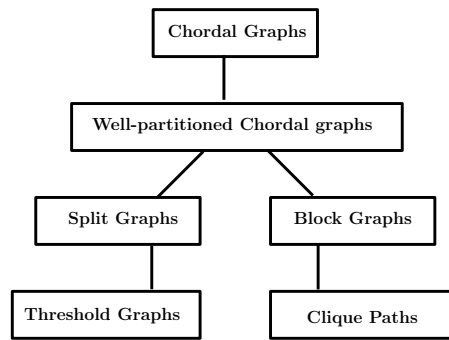 Chordal Graphs
Well-partitioned Chordal graphs
Split Graphs
Block Graphs
Threshold Graphs
Clique Paths